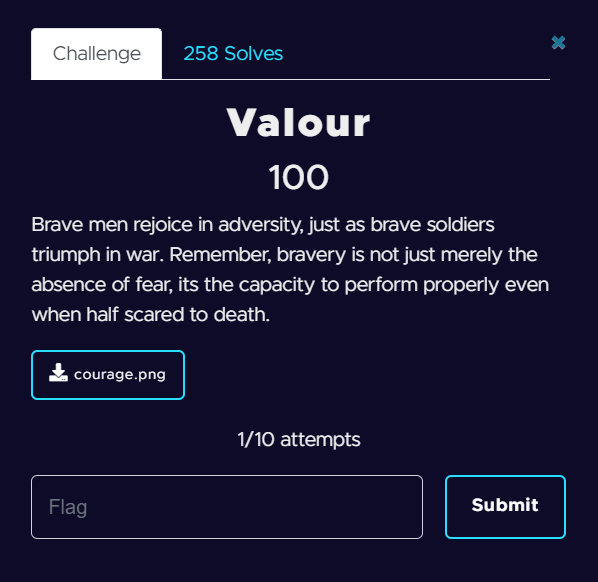 Challenge
258 Solves
Valour
100
Brave men rejoice in adversity, just as brave soldiers
triumph in war. Remember, bravery is not just merely the
absence of fear, its the capacity to perform properly even
when half scared to death.
courage.png
1/10 attempts
Flag
Submit